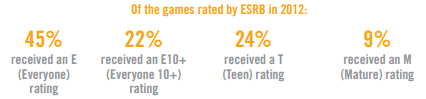 Of the games rated by ESRB in 2012:
45%
received an E
(Everyone)
rating
22%
received an E10+
(Everyone 10+)
rating
24%
received a T
(Teen) rating
9%
received an M
(Mature) rating